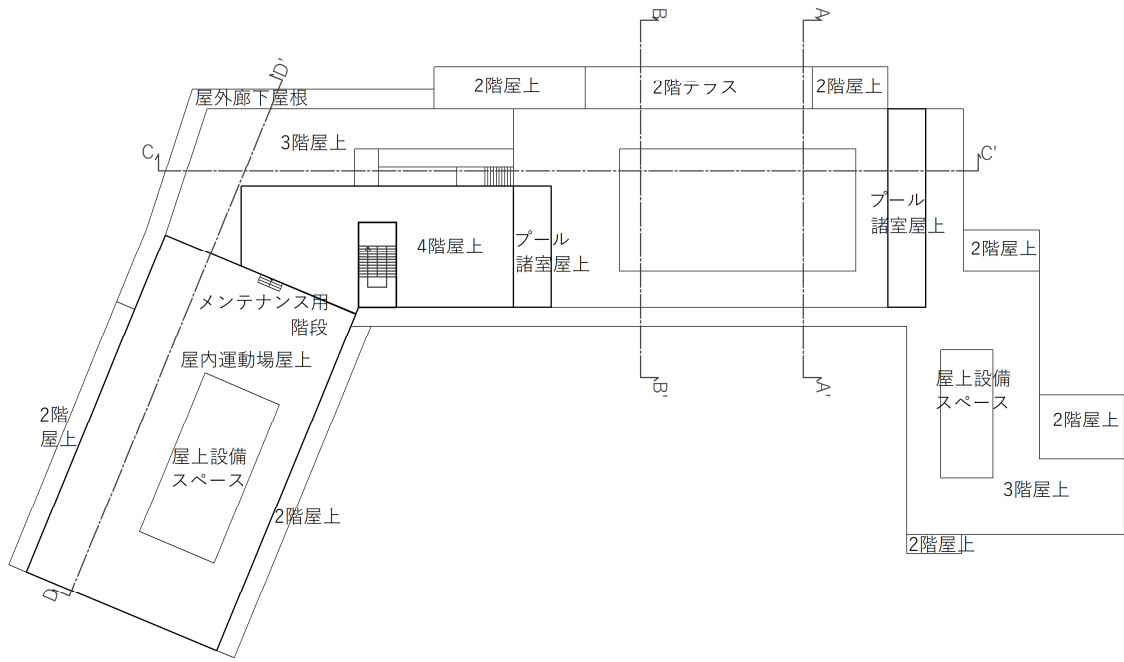 B
A
D'
2階屋上
2階テラス
2階屋上
屋外廊下屋根
3階屋上
C
C'
プール
諸室屋上
4階屋上
プール
諸室屋上
2階屋上
メンテナンス用
階段
屋内運動場屋上
B'
A'
屋上設備
スペース
2階
屋上
2階屋上
屋上設備
スペース
3階屋上
2階屋上
2階屋上
D